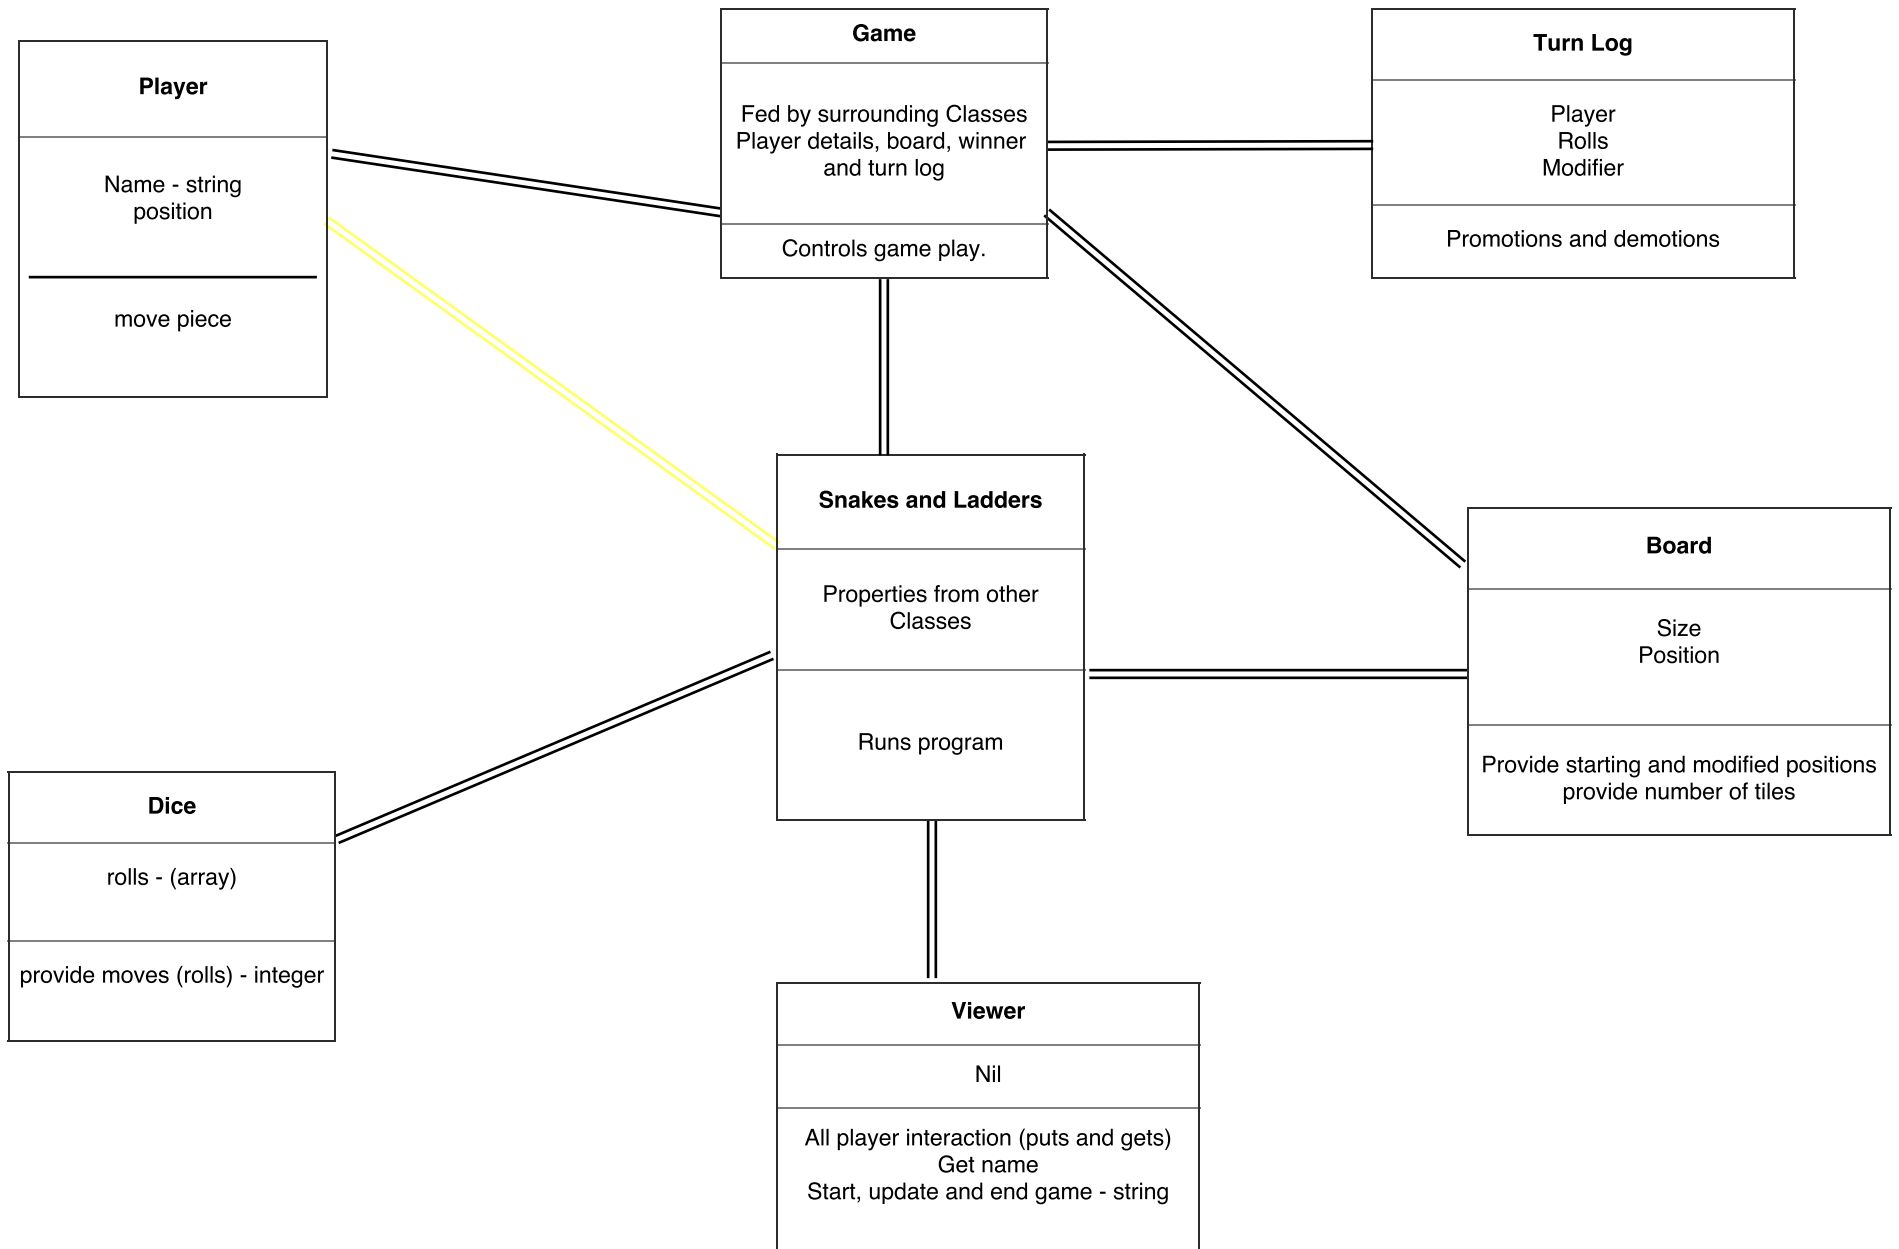 Player
Name - string
position
move piece
Game
Fed by surrounding Classes
Player details, board, winner
and turn log
Controls game play.
Turn Log
Player
Rolls
Modifier
Promotions and demotions
Snakes and Ladders
Properties from other
Classes
Runs program
Board
Size
Position
Provide starting and modified positions
provide number of tiles
Dice
rolls - (array)
provide moves (rolls) - integer
Viewer
Nil
All player interaction (puts and gets)
Get name
Start, update and end game - string